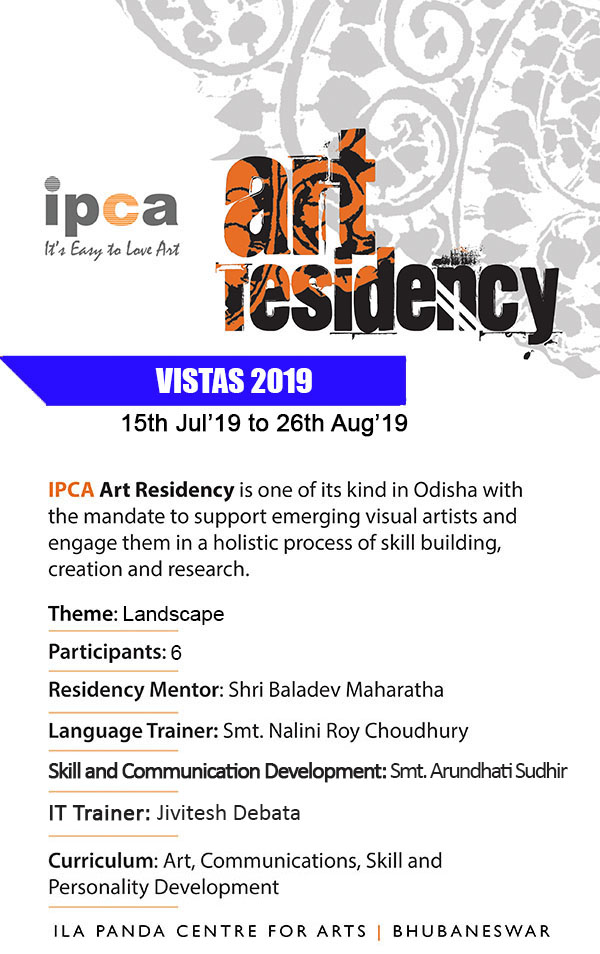 ipca
It's Easy to Love Art
art
residency
VISTAS 2019
15th Jul'19 to 26th Aug'19
IPCA Art Residency is one of its kind in Odisha with
the mandate to support emerging visual artists and
engage them in a holistic process of skill building,
creation and research.
Theme: Landscape
Participants: 6
Residency Mentor: Shri Baladev Maharatha
Language Trainer: Smt. Nalini Roy Choudhury
Skill and Communication Development: Smt. Arundhati Sudhir
IT Trainer: Jivitesh Debata
Curriculum: Art, Communications, Skill and
Personality Development
ILA PANDA CENTRE FOR ARTS | BHUBANESWAR